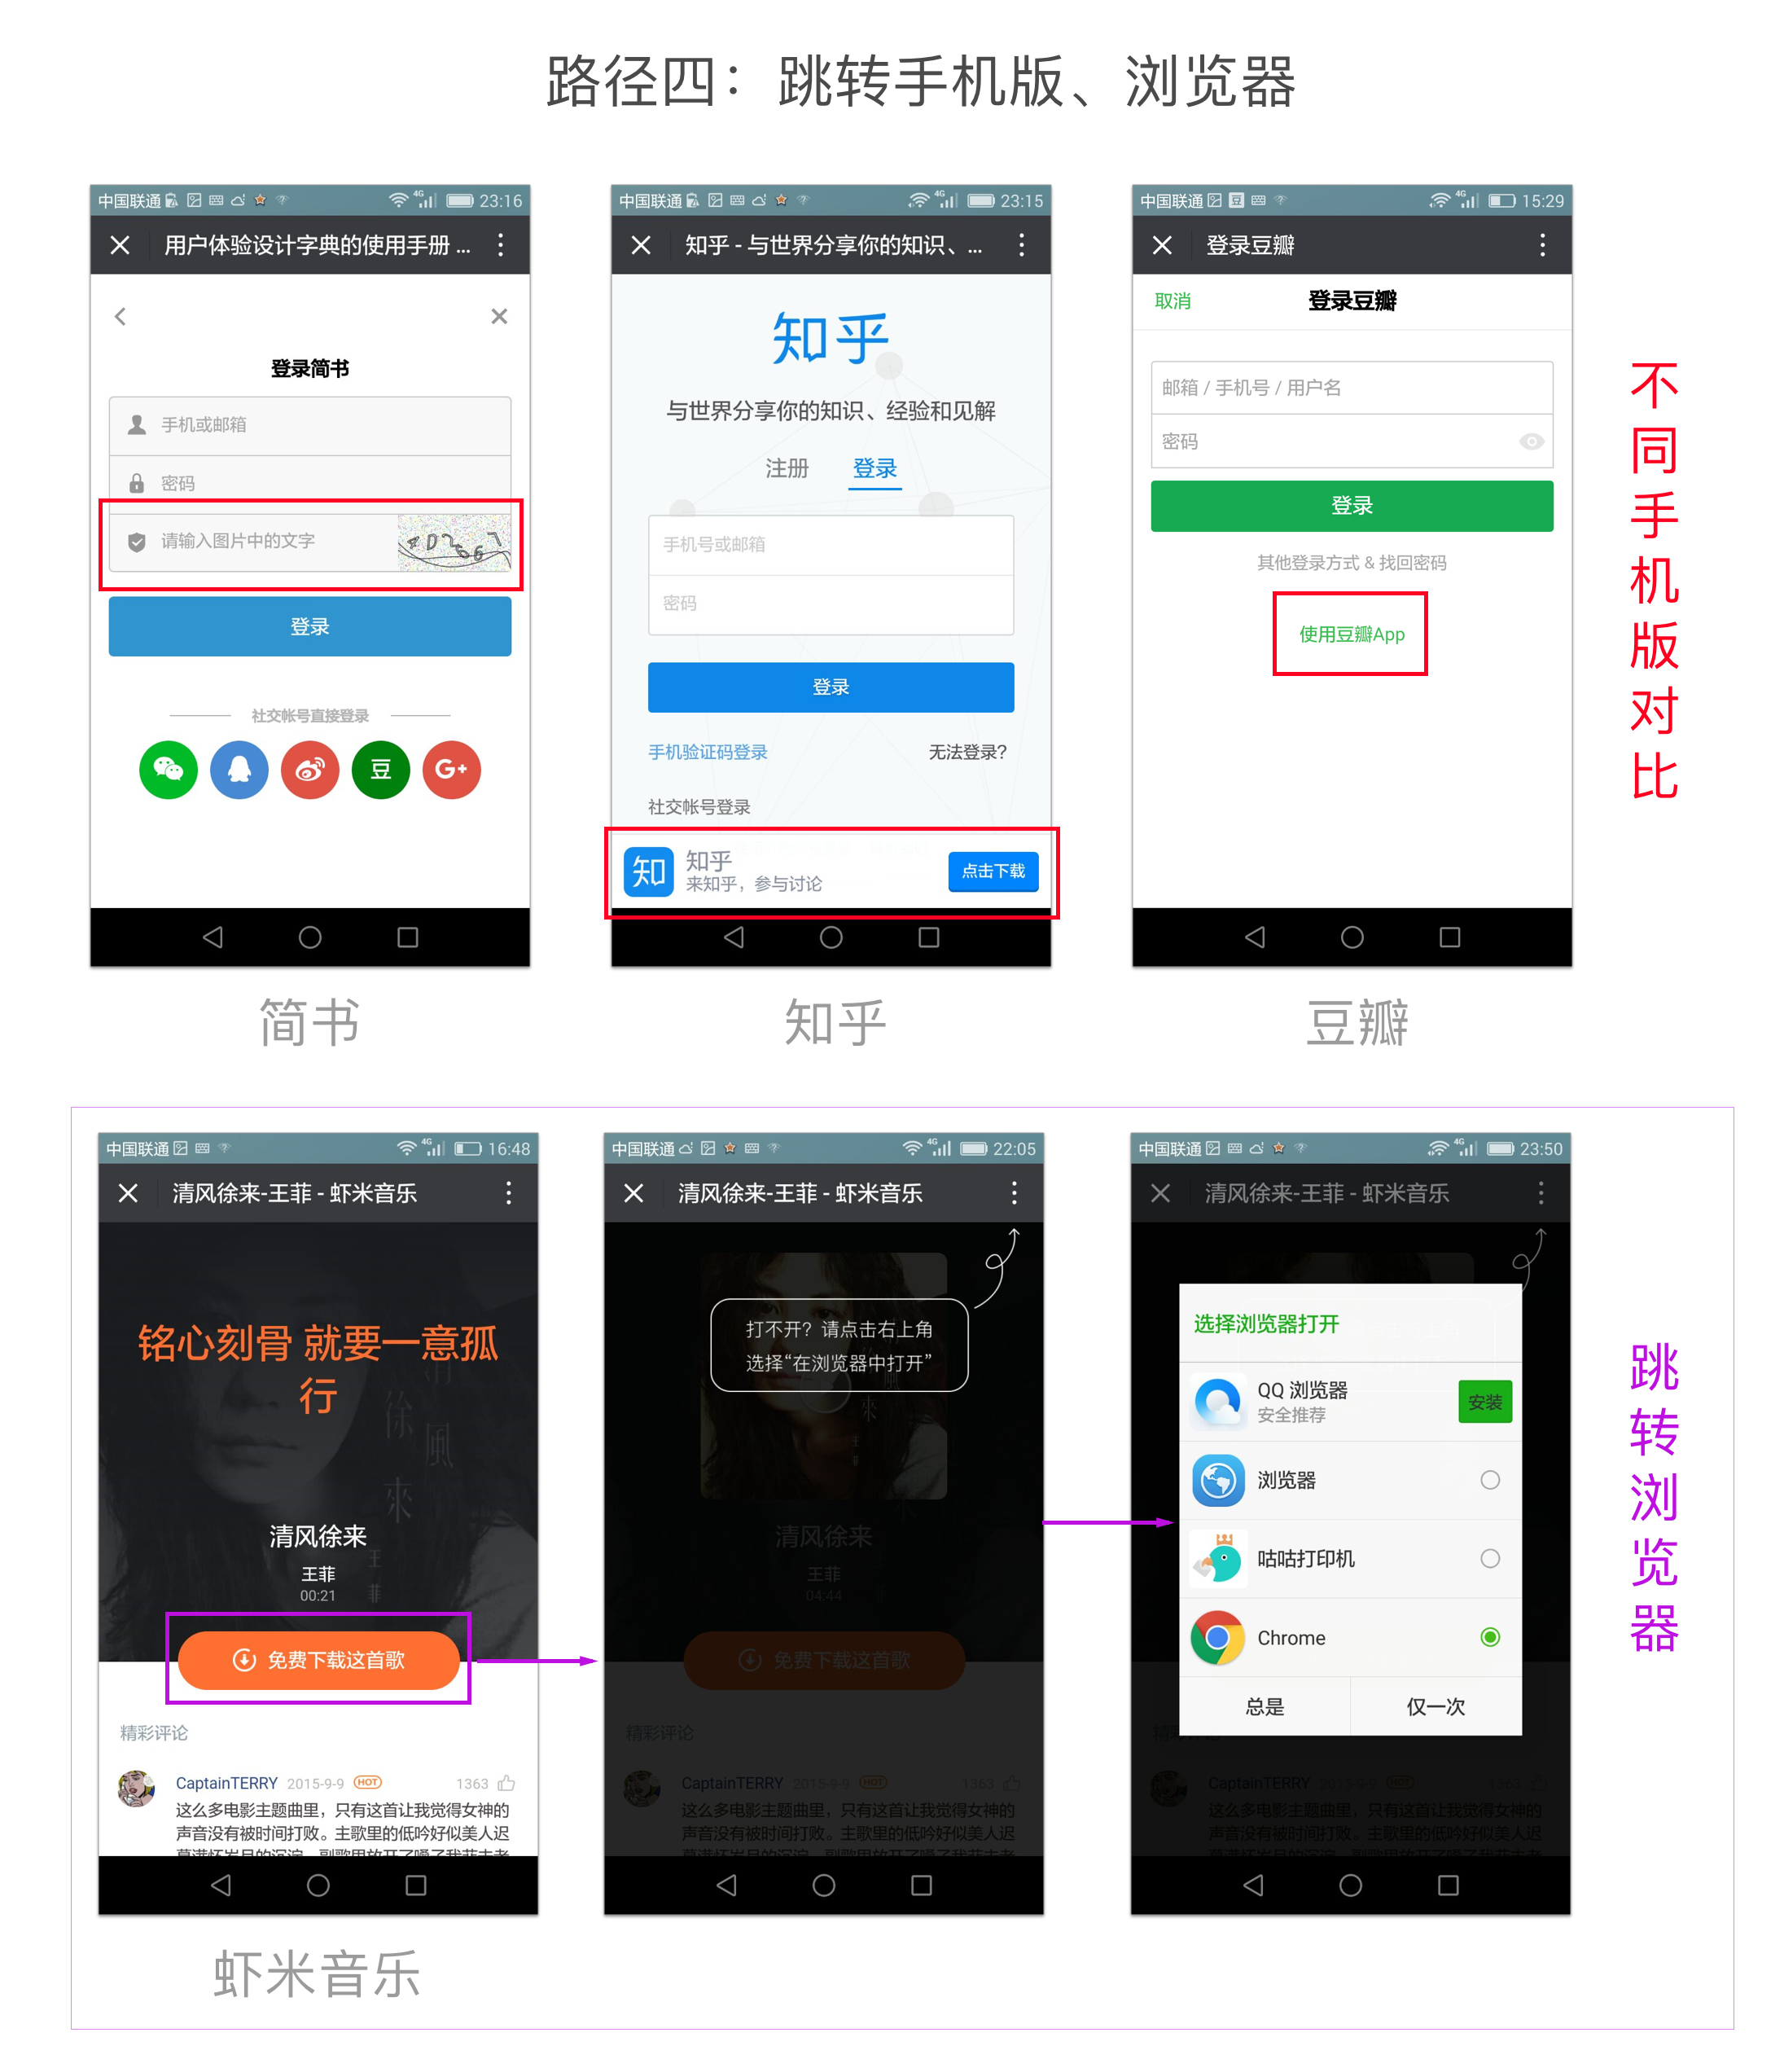 路径四：跳转手机版、浏览器
中国联通 4G 23:16
用户体验设计字典的使用手册 ...
登录简书
手机或邮箱
密码
请输入图片中的文字
登录
社交帐号直接登录
豆
G+
简书
中国联通 4G 23:15
知乎 - 与世界分享你的知识、...
知乎
与世界分享你的知识、经验和见解
注册 登录
手机号或邮箱
密码
登录
手机验证码登录 无法登录?
社交帐号登录
知
知乎
来知乎，参与讨论
点击下载
知乎
中国联通 豆 4G 15:29
登录豆瓣
取消 登录豆瓣
邮箱 / 手机号 / 用户名
密码
登录
其他登录方式 & 找回密码
使用豆瓣App
豆瓣
不同手机版对比
中国联通 4G 16:48
清风徐来-王菲 - 虾米音乐
铭心刻骨 就要一意孤
行
清風徐來
王菲
清风徐来
王菲
00:21
免费下载这首歌
精彩评论
CaptainTERRY 2015-9-9 HOT 1363
这么多电影主题曲里，只有这首让我觉得女神的
声音没有被时间打败。主歌里的低吟好似美人迟
虾米音乐
中国联通 4G 22:05
清风徐来-王菲 - 虾米音乐
打不开？请点击右上角
选择“在浏览器中打开”
清风徐来
王菲
04:44
免费下载这首歌
精彩评论
CaptainTERRY 2015-9-9 HOT 1363
这么多电影主题曲里，只有这首让我觉得女神的
声音没有被时间打败。主歌里的低吟好似美人迟
中国联通 4G 23:50
清风徐来-王菲 - 虾米音乐
选择浏览器打开
QQ 浏览器
安全推荐
安装
浏览器
咕咕打印机
Chrome
总是 仅一次
CaptainTERRY 2015-9-9 HOT 1363
这么多电影主题曲里，只有这首让我觉得女神的
声音没有被时间打败。主歌里的低吟好似美人迟
跳转浏览器